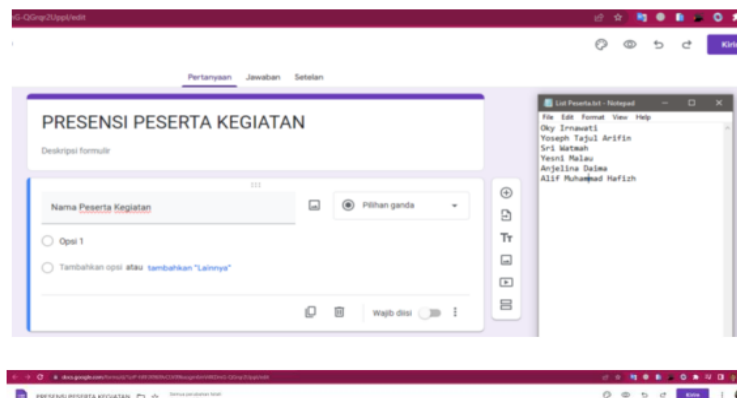 Kirim
Pertanyaan Jawaban Setelan
PRESENSI PESERTA KEGIATAN
Deskripsi formulir
Nama Peserta Kegiatan
Pilihan ganda
Opsi 1
Tambahkan opsi atau tambahkan "Lainnya"
Wajib diisi
List Peserta.txt - Notepad
File Edit Format View Help
Oky Irnawati
Yoseph Tajul Arifin
Sri Watmah
Yesni Malau
Anjelina Daima
Alif Muhammad Hafizh
PRESENSI PESERTA KEGIATAN
Kirim